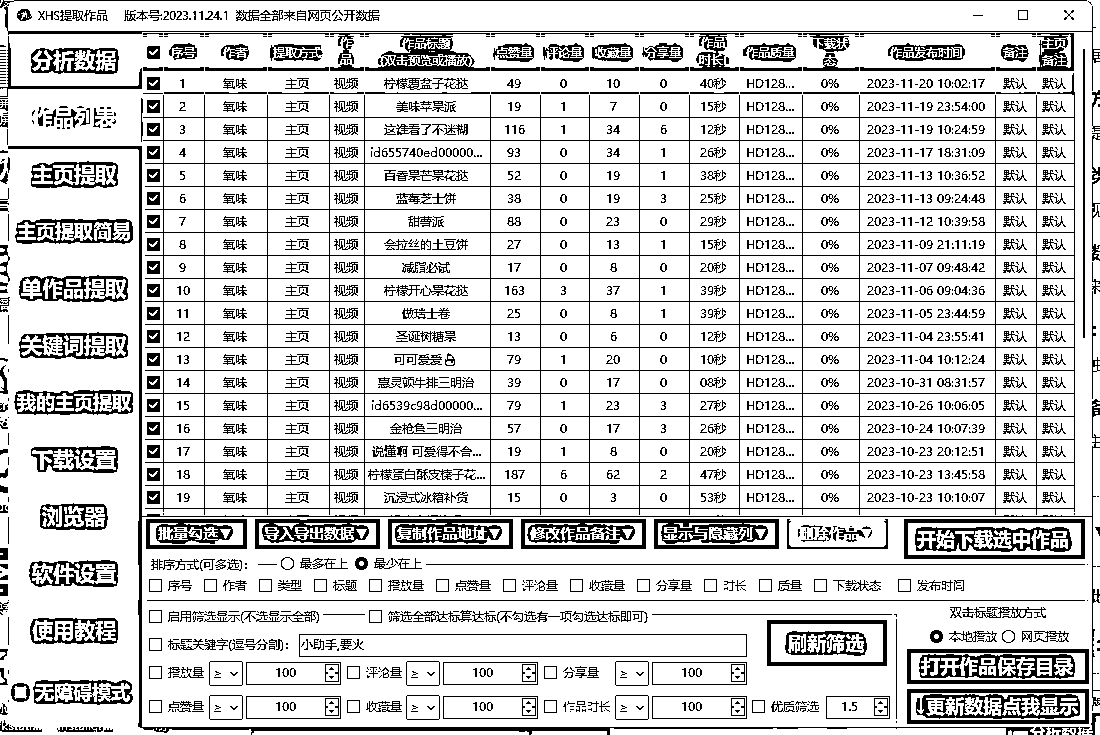 XHS提取作品 版本号:2023.11.24.1 数据全部来自网页公开数据
分析数据
作品列表
主页提取
主页提取简易
单作品提取
关键词提取
我的主页提取
下载设置
浏览器
软件设置
使用教程
无障碍模式
序号 作者 提取方式 作品 作品标题(双击预览或播放) 点赞量 评论量 收藏量 分享量 作品时长 作品质量 下载状态 作品发布时间 备注 主页备注
1 氧味 主页 视频 柠檬覆盆子花挞 49 0 10 0 40秒 HD128... 0% 2023-11-20 10:02:17 默认 默认
2 氧味 主页 视频 美味苹果派 19 1 7 0 15秒 HD128... 0% 2023-11-19 23:54:00 默认 默认
3 氧味 主页 视频 这谁看了不迷糊 116 1 34 6 12秒 HD128... 0% 2023-11-19 10:24:59 默认 默认
4 氧味 主页 视频 id655740ed00000... 93 0 34 1 26秒 HD128... 0% 2023-11-17 18:31:09 默认 默认
5 氧味 主页 视频 百香果芒果花挞 52 0 19 1 38秒 HD128... 0% 2023-11-13 10:36:52 默认 默认
6 氧味 主页 视频 蓝莓芝士饼 38 0 19 3 25秒 HD128... 0% 2023-11-13 09:24:48 默认 默认
7 氧味 主页 视频 甜薯派 88 0 23 0 29秒 HD128... 0% 2023-11-12 10:39:58 默认 默认
8 氧味 主页 视频 会拉丝的土豆饼 27 0 13 1 15秒 HD128... 0% 2023-11-09 21:11:19 默认 默认
9 氧味 主页 视频 减脂必试 17 0 8 0 20秒 HD128... 0% 2023-11-07 09:48:42 默认 默认
10 氧味 主页 视频 柠檬开心果花挞 163 3 37 1 39秒 HD128... 0% 2023-11-06 09:04:36 默认 默认
11 氧味 主页 视频 做瑞士卷 25 0 8 1 39秒 HD128... 0% 2023-11-05 23:44:59 默认 默认
12 氧味 主页 视频 圣诞树糖果 13 0 6 0 12秒 HD128... 0% 2023-11-04 23:55:41 默认 默认
13 氧味 主页 视频 可可爱爱 79 1 20 0 10秒 HD128... 0% 2023-11-04 10:12:24 默认 默认
14 氧味 主页 视频 惠灵顿牛排三明治 39 0 17 0 08秒 HD128... 0% 2023-10-31 08:31:57 默认 默认
15 氧味 主页 视频 id6539c98d00000... 79 1 23 3 27秒 HD128... 0% 2023-10-26 10:06:05 默认 默认
16 氧味 主页 视频 金枪鱼三明治 57 0 17 3 26秒 HD128... 0% 2023-10-24 10:07:39 默认 默认
17 氧味 主页 视频 谁懂啊 可爱得不舍... 19 1 8 0 20秒 HD128... 0% 2023-10-23 20:12:51 默认 默认
18 氧味 主页 视频 柠檬蛋白酥皮榛子花... 187 6 62 2 47秒 HD128... 0% 2023-10-23 13:45:58 默认 默认
19 氧味 主页 视频 沉浸式冰箱补货 15 0 3 0 53秒 HD128... 0% 2023-10-23 10:10:07 默认 默认
批量勾选▽ 导入导出数据▽ 复制作品地址▽ 修改作品备注▽ 显示与隐藏列▽ 删除作品▽ 开始下载选中作品
排序方式(可多选): 最多在上 最少在上
序号 作者 类型 标题 播放量 点赞量 评论量 收藏量 分享量 时长 质量 下载状态 发布时间
启用筛选显示(不选显示全部) 筛选全部达标算达标(不勾选有一项勾选达标即可)
标题关键字(逗号分割): 小助手,要火 刷新筛选
播放量 ≥ 100 评论量 ≥ 100 分享量 ≥ 100
点赞量 ≥ 100 收藏量 ≥ 100 作品时长 ≥ 100 优质筛选 1.5
双击标题播放方式
本地播放 网页播放
打开作品保存目录
↓更新数据点我显示